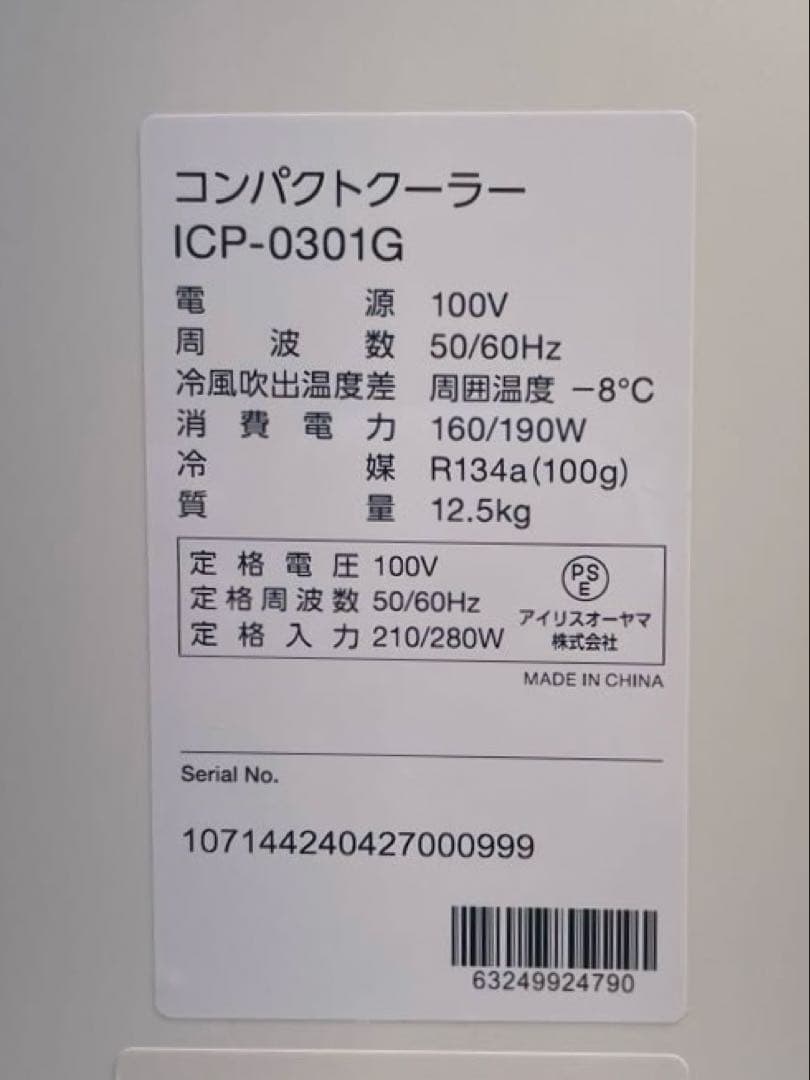 コンパクトクーラー
ICP-0301G
電源 100V
周波数 50/60Hz
冷風吹出温度差 周囲温度 −8°C
消費電力 160/190W
冷媒 R134a(100g)
質量 12.5kg
定格電圧 100V
定格周波数 50/60Hz
定格入力 210/280W
PSE
アイリスオーヤマ
株式会社
MADE IN CHINA
Serial No.
107144240427000999
63249924790